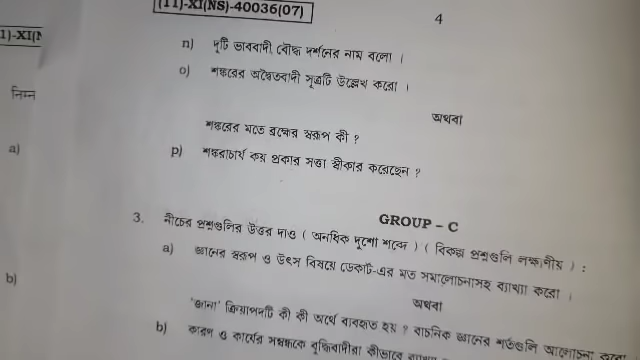 (11)-XI(NS)-40036(07)
4
1)-XI(N
n) দুটি ভাববাদী বৌদ্ধ দর্শনের নাম বলো ।
o) শঙ্করের অদ্বৈতবাদী সূত্রটি উল্লেখ করো ।
নিম্ন
অথবা
শঙ্করের মতে ব্রহ্মের স্বরূপ কী ?
a)
p) শঙ্করাচার্য কয় প্রকার সত্তা স্বীকার করেছেন ?
GROUP – C
3. নীচের প্রশ্নগুলির উত্তর দাও ( অনধিক দুশো শব্দে ) ( বিকল্প প্রশ্নগুলি লক্ষণীয় ) :
a) জ্ঞানের স্বরূপ ও উৎস বিষয়ে ডেকার্ট-এর মত সমালোচনাসহ ব্যাখ্যা করো ।
b)
অথবা
'জানা' ক্রিয়াপদটি কী কী অর্থে ব্যবহৃত হয় ? বাচনিক জ্ঞানের শর্তগুলি আলোচনা করো
b) কারণ ও কার্যের সম্বন্ধকে বুদ্ধিবাদীরা কীভাবে